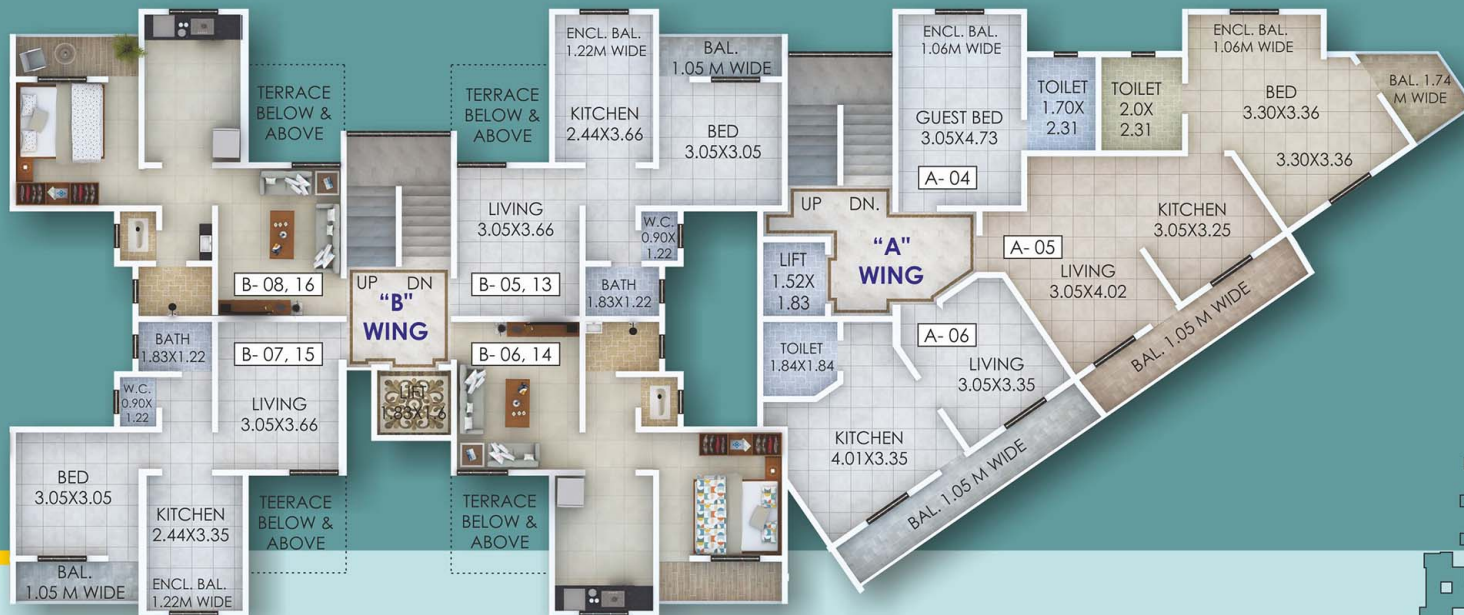 TERRACE
BELOW &
ABOVE
B- 08, 16
BATH
1.83X1.22
B- 07, 15
W.C.
0.90X
1.22
LIVING
3.05X3.66
BED
3.05X3.05
KITCHEN
2.44X3.35
TEERACE
BELOW &
ABOVE
BAL.
1.05 M WIDE
ENCL. BAL.
1.22M WIDE
UP DN
“B”
WING
LIFT
1.83X1.6
TERRACE
BELOW &
ABOVE
ENCL. BAL.
1.22M WIDE
KITCHEN
2.44X3.66
BAL.
1.05 M WIDE
BED
3.05X3.05
LIVING
3.05X3.66
W.C.
0.90X
1.22
B- 05, 13
BATH
1.83X1.22
B- 06, 14
TERRACE
BELOW &
ABOVE
UP DN.
“A”
WING
LIFT
1.52X
1.83
TOILET
1.84X1.84
ENCL. BAL.
1.06M WIDE
GUEST BED
3.05X4.73
A- 04
TOILET
1.70X
2.31
TOILET
2.0X
2.31
ENCL. BAL.
1.06M WIDE
BED
3.30X3.36
3.30X3.36
BAL. 1.74
M WIDE
KITCHEN
3.05X3.25
A- 05
LIVING
3.05X4.02
BAL. 1.05 M WIDE
A- 06
LIVING
3.05X3.35
KITCHEN
4.01X3.35
BAL. 1.05 M WIDE